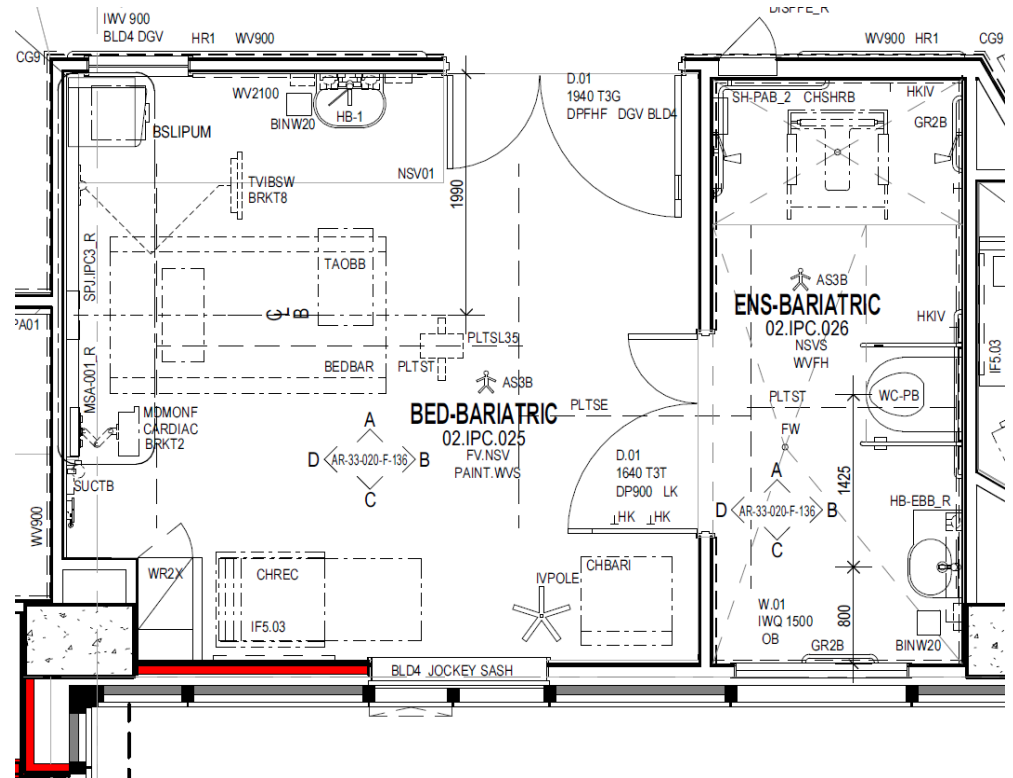 DISPPE_R
IWV 900
BLD4 DGV
HR1
WV900
CG9
WV900
HR1
CG9
D.01
1940 T3G
DPFHF DGV BLD4
WV2100
BINW20
HB-1
BSLIPUM
SH-PAB_2
CHSHRB
HKIV
GR2B
NSV01
TVIBSW
BRKT8
1990
SPJ.IPC3_R
TAOBB
AS3B
ENS-BARIATRIC
02.IPC.026
NSVS
WVFH
HKIV
PA01
CL
B
PLTSL35
BEDBAR
PLTST
IF5.03
AS3B
BED-BARIATRIC
02.IPC.025
FV.NSV
PAINT.WVS
PLTSE
PLTST
WC-PB
FW
MSA-001_R
MDMONF
CARDIAC
BRKT2
A
D
AR-33-020-F-136
B
C
D.01
1640 T3T
DP900 LK
HK
HK
A
D
AR-33-020-F-136
B
C
1425
HB-EBB_R
SUCTB
WV900
WR2X
CHREC
IF5.03
IVPOLE
CHBARI
W.01
IWQ 1500
OB
800
GR2B
BINW20
BLD4 JOCKEY SASH